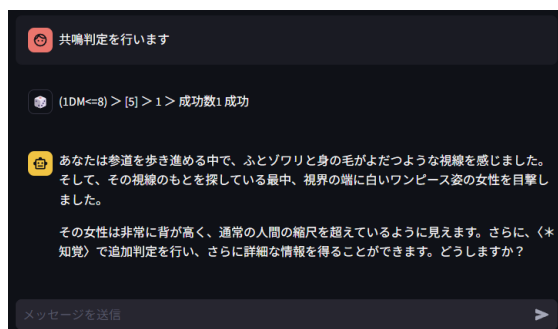 共鳴判定を行います
(1DM<=8) > [5] > 1 > 成功数1 成功
あなたは参道を歩き進める中で、ふとゾワリと身の毛がよだつような視線を感じました。
そして、その視線のもとを探している最中、視界の端に白いワンピース姿の女性を目撃し
ました。
その女性は非常に背が高く、通常の人間の縮尺を超えているように見えます。さらに、〈＊
知覚〉で追加判定を行い、さらに詳細な情報を得ることができます。どうしますか？
メッセージを送信